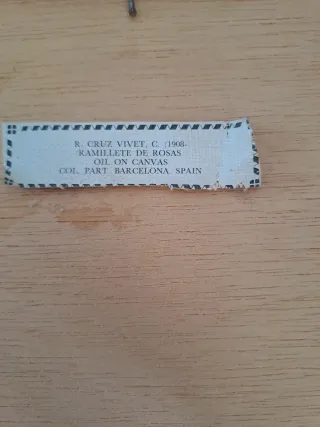 R. CRUZ VIVET, C. (1908-
RAMILLETE DE ROSAS
OIL ON CANVAS
COL. PART. BARCELONA. SPAIN